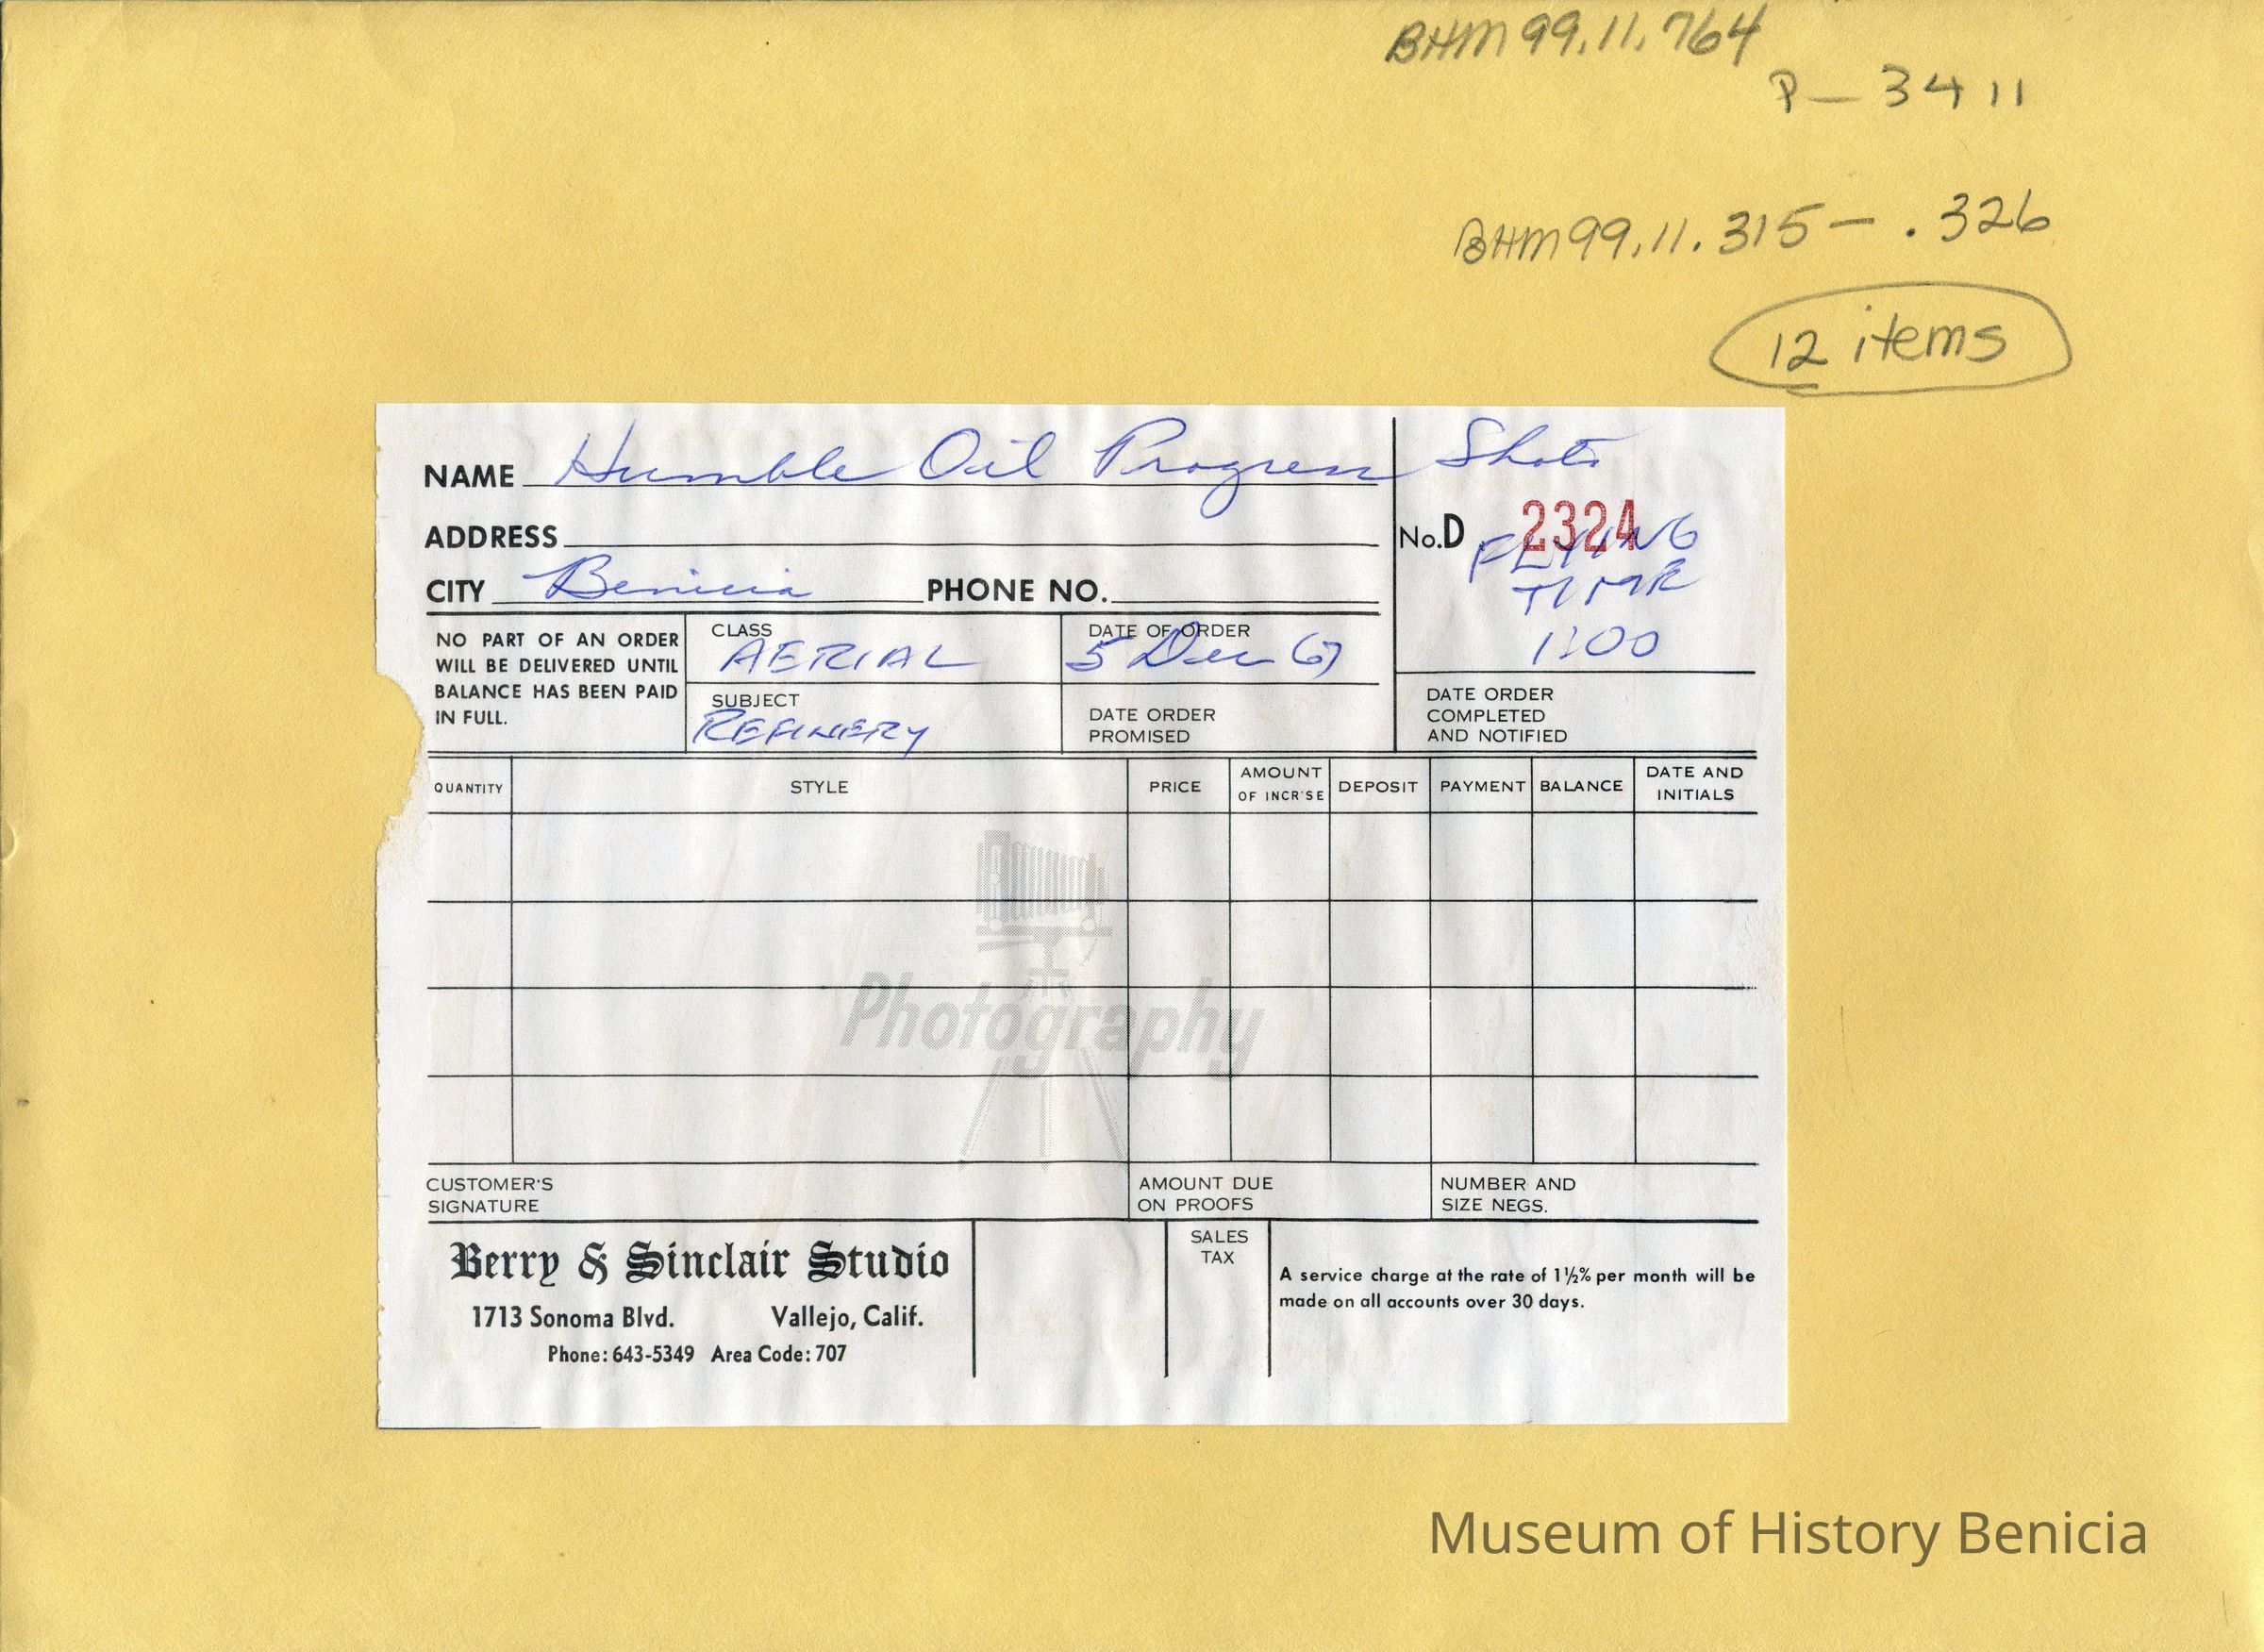 BHM 99.11.764
P-3411
BHM 99.11.315 - .326
12 items
NAME Humble Oil Progress Shots
ADDRESS
No.D 2324
FLYING
TIME
1:00
CITY Benicia PHONE NO.
NO PART OF AN ORDER
WILL BE DELIVERED UNTIL
BALANCE HAS BEEN PAID
IN FULL.
CLASS
AERIAL
DATE OF ORDER
5 Dec 67
SUBJECT
REFINERY
DATE ORDER
PROMISED
DATE ORDER
COMPLETED
AND NOTIFIED
QUANTITY
STYLE
PRICE
AMOUNT
OF INCR'SE
DEPOSIT
PAYMENT
BALANCE
DATE AND
INITIALS
Photography
CUSTOMER'S
SIGNATURE
AMOUNT DUE
ON PROOFS
NUMBER AND
SIZE NEGS.
Berry & Sinclair Studio
1713 Sonoma Blvd. Vallejo, Calif.
Phone: 643-5349 Area Code: 707
SALES
TAX
A service charge at the rate of 1½% per month will be
made on all accounts over 30 days.
Museum of History Benicia